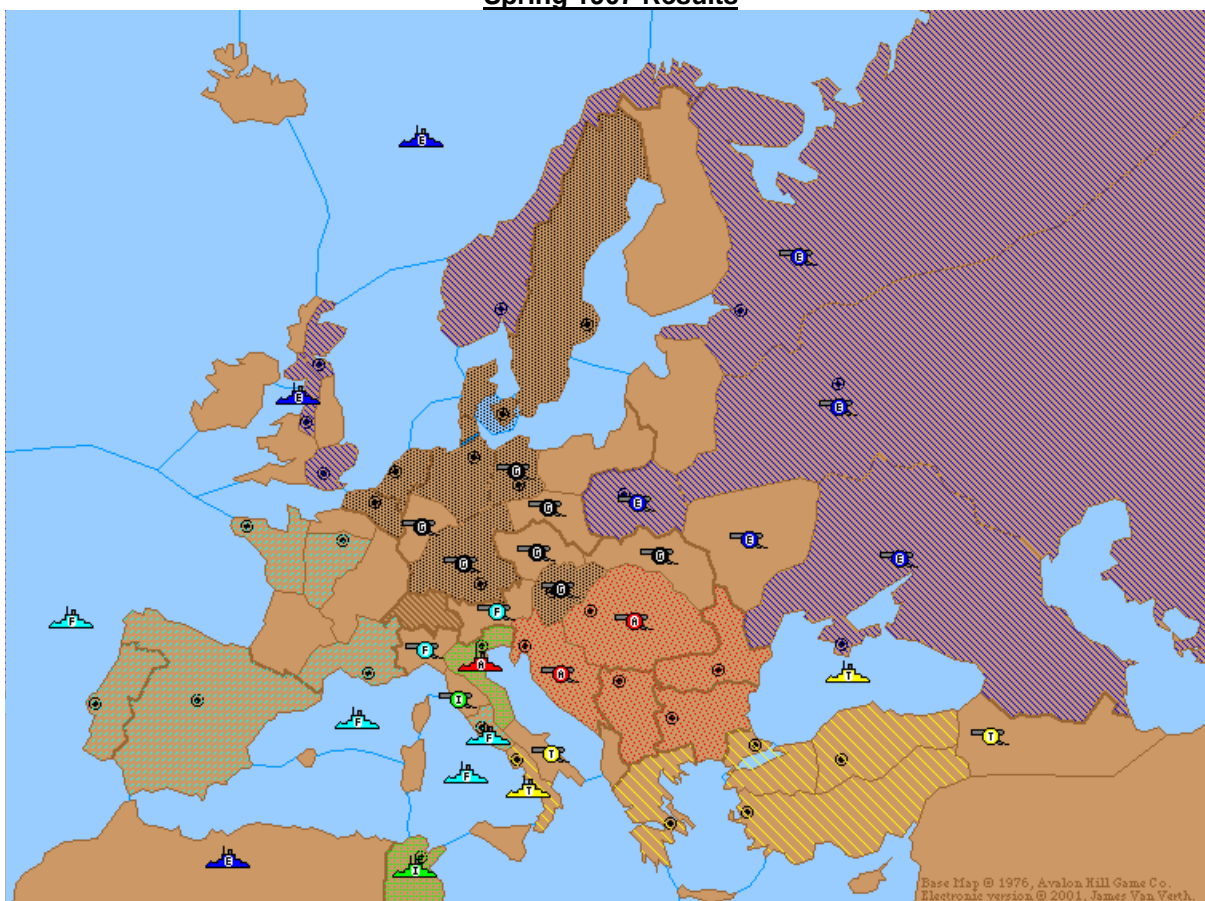 Spring 1907 Results
E
E
E
E
G
G
E
G
E
G
G
E
G
G
F
F
A
F
A
A
T
I
F
F
T
T
F
T
E
I
Base Map © 1976, Avalon Hill Game Co.
Electronic version © 2001, James Van Verth.